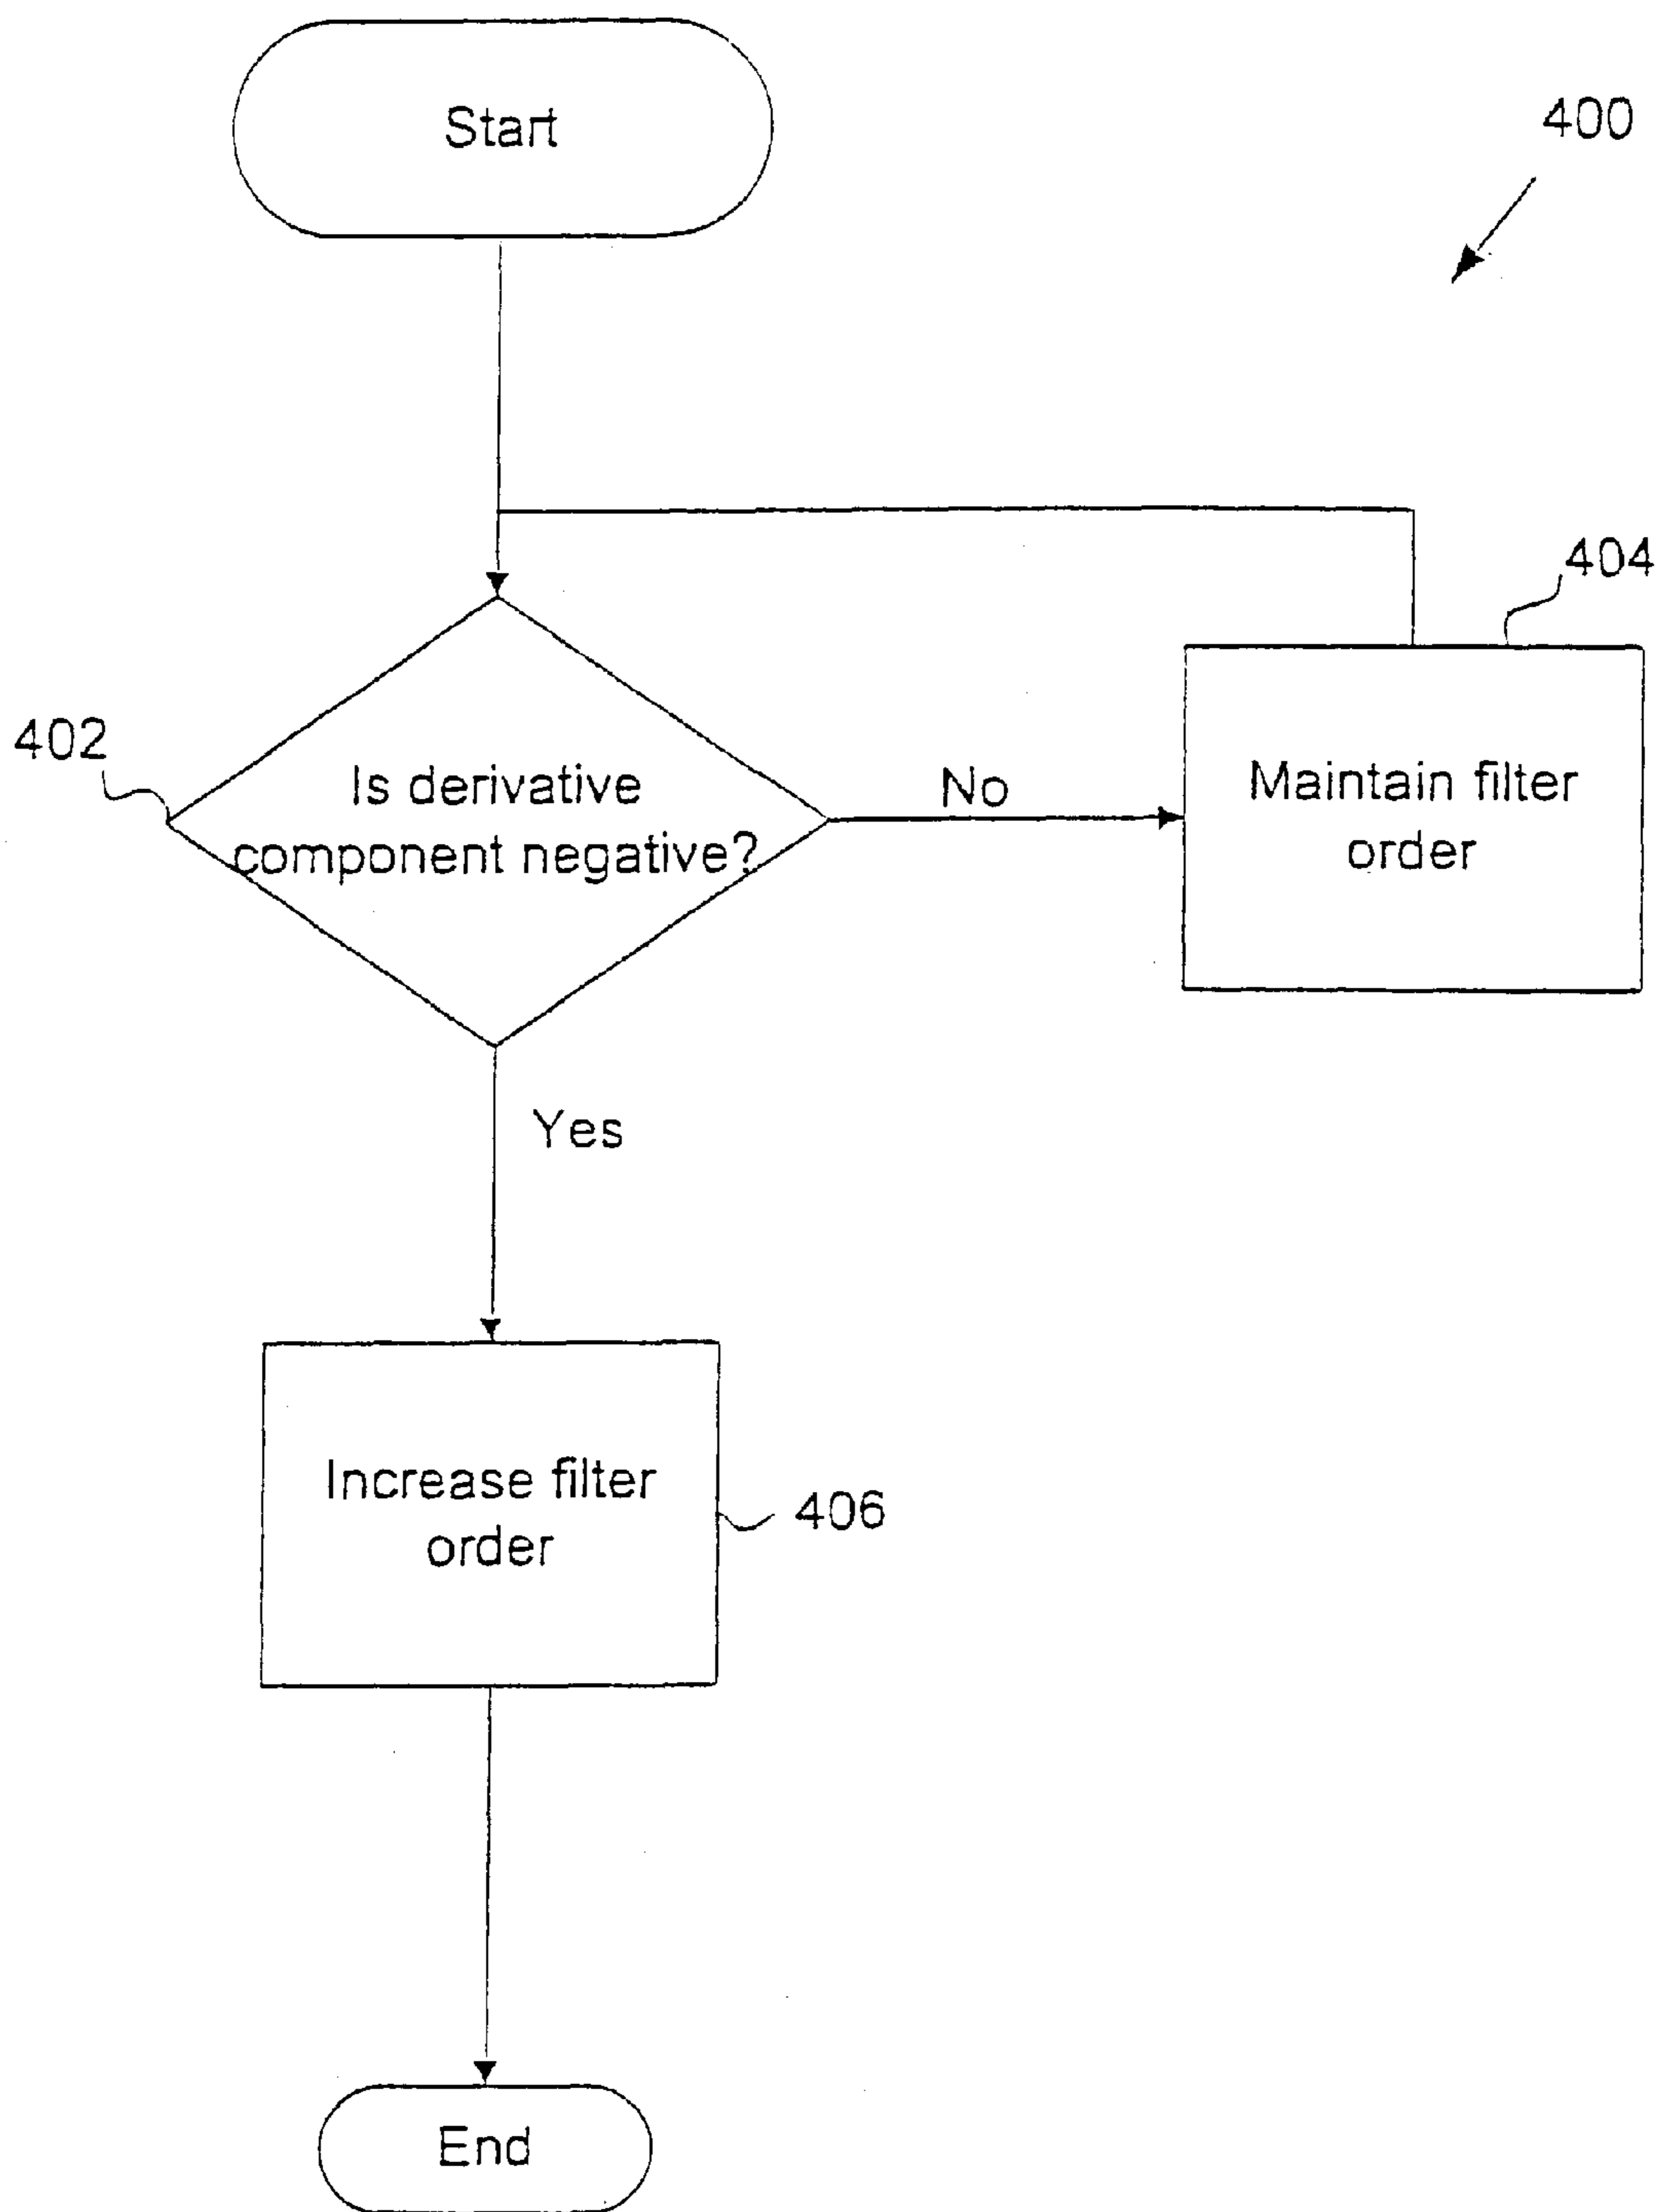 Start
400
404
402
Is derivative
component negative?
No
Maintain filter
order
Yes
Increase filter
order
406
End